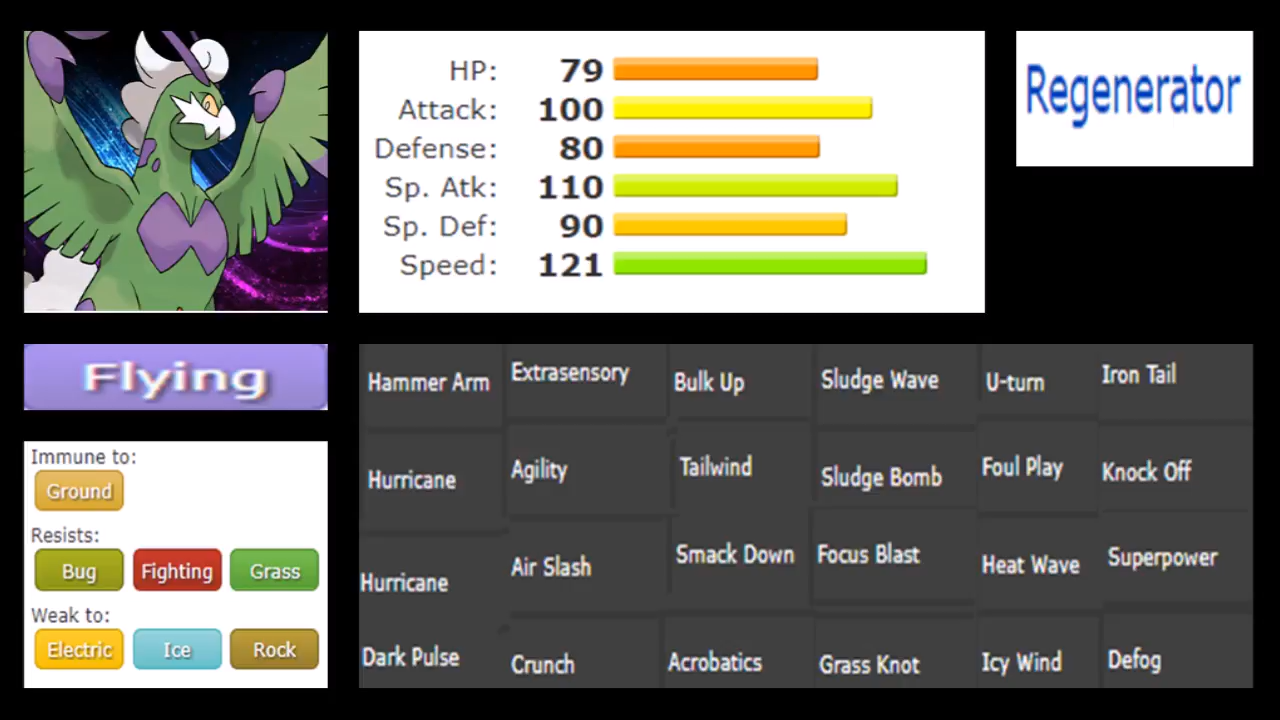 HP: 79
Attack: 100
Defense: 80
Sp. Atk: 110
Sp. Def: 90
Speed: 121
Regenerator
Flying
Immune to:
Ground
Resists:
Bug Fighting Grass
Weak to:
Electric Ice Rock
Hammer Arm Extrasensory Bulk Up Sludge Wave U-turn Iron Tail
Hurricane Agility Tailwind Sludge Bomb Foul Play Knock Off
Hurricane Air Slash Smack Down Focus Blast Heat Wave Superpower
Dark Pulse Crunch Acrobatics Grass Knot Icy Wind Defog